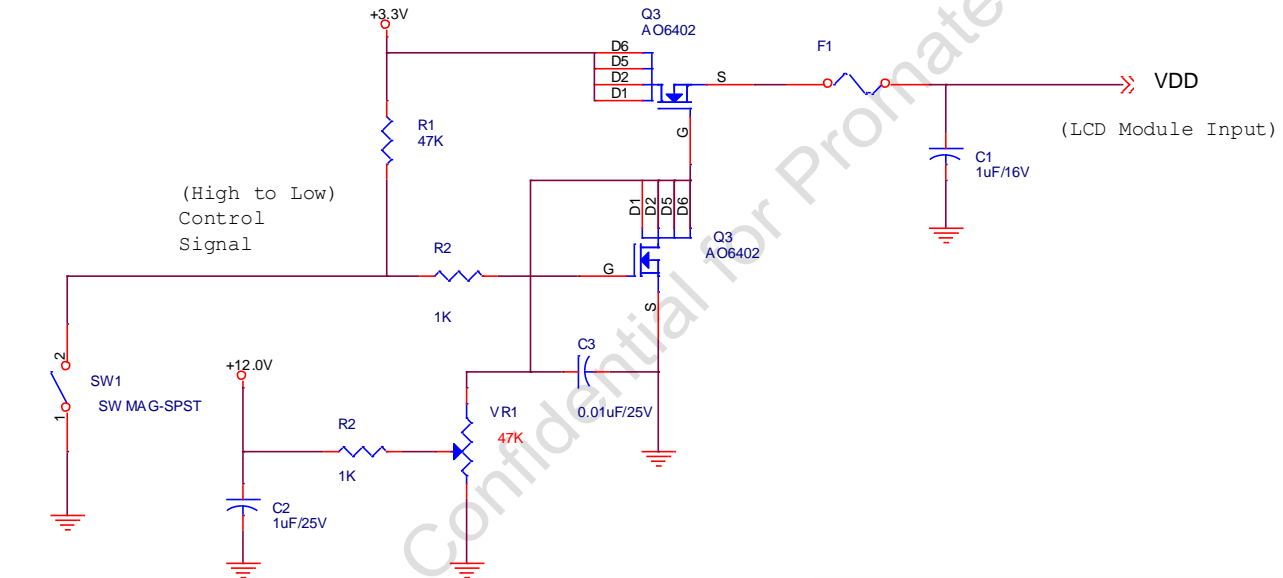 +3.3V
Q3
AO6402
D6
D5
D2
D1
S
G
F1
VDD
(LCD Module Input)
R1
47K
C1
1uF/16V
(High to Low)
Control
Signal
D1
D2
D5
D6
Q3
AO6402
R2
1K
G
S
C3
0.01uF/25V
2
1
SW1
SW MAG-SPST
+12.0V
R2
1K
VR1
47K
C2
1uF/25V
Confidential for Promate